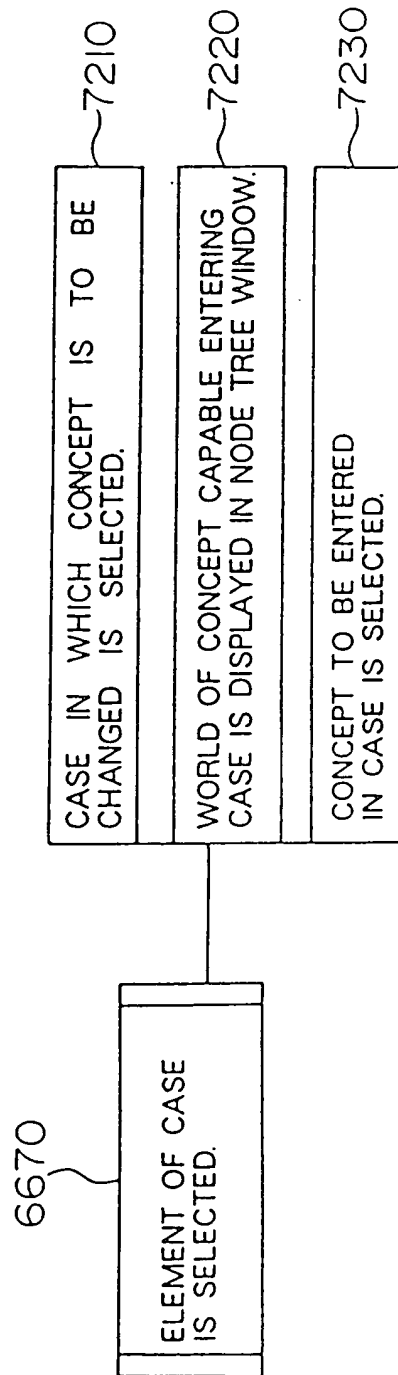 6670
ELEMENT OF CASE
IS SELECTED.
CASE IN WHICH CONCEPT IS TO BE
CHANGED IS SELECTED.
7210
WORLD OF CONCEPT CAPABLE ENTERING
CASE IS DISPLAYED IN NODE TREE WINDOW.
7220
CONCEPT TO BE ENTERED
IN CASE IS SELECTED.
7230